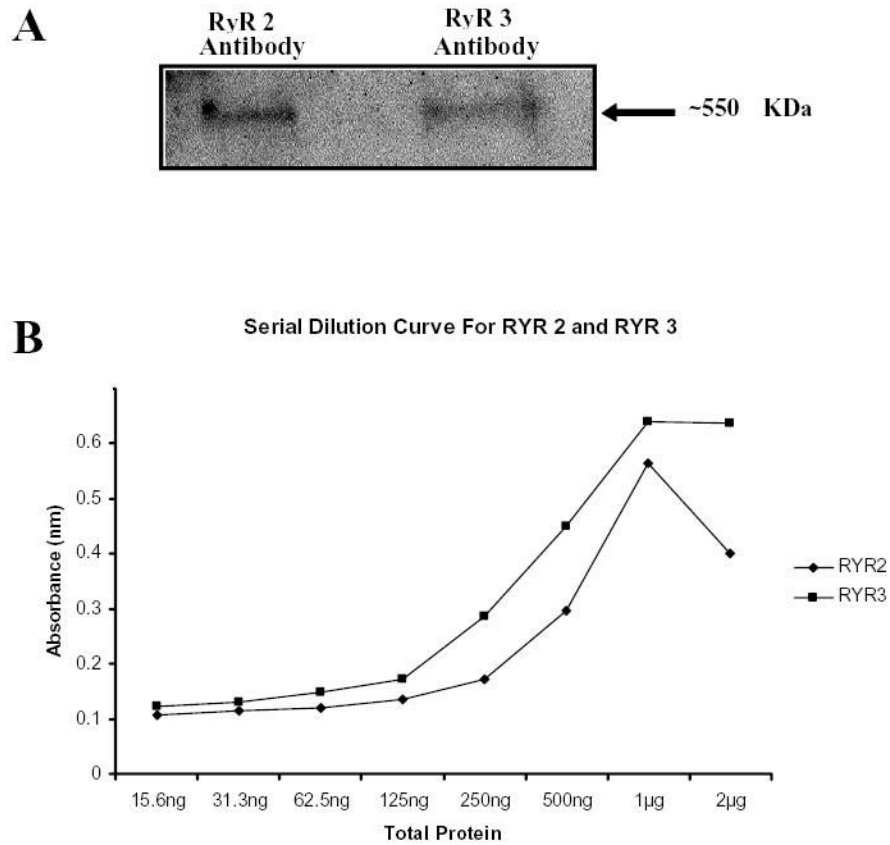 A
RyR 2
Antibody
RyR 3
Antibody
~550 KDa
B
Serial Dilution Curve For RYR 2 and RYR 3
Absorbance (nm)
0.6
0.5
0.4
0.3
0.2
0.1
0
15.6ng 31.3ng 62.5ng 125ng 250ng 500ng 1µg 2µg
Total Protein
RYR2
RYR3